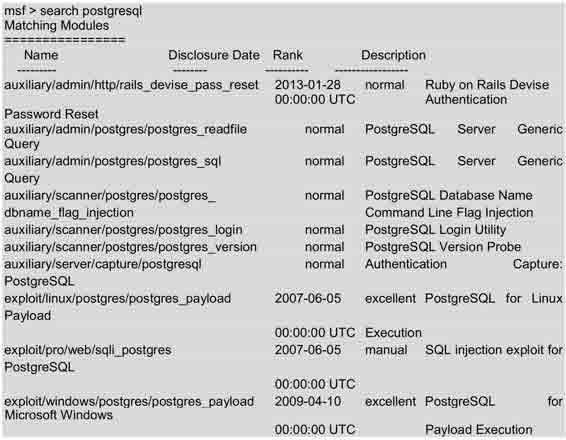 msf > search postgresql
Matching Modules
================
Name Disclosure Date Rank Description
--------- -------- ---------- -----------------
auxiliary/admin/http/rails_devise_pass_reset 2013-01-28 normal Ruby on Rails Devise
00:00:00 UTC Authentication
Password Reset
auxiliary/admin/postgres/postgres_readfile normal PostgreSQL Server Generic
Query
auxiliary/admin/postgres/postgres_sql normal PostgreSQL Server Generic
Query
auxiliary/scanner/postgres/postgres_ normal PostgreSQL Database Name
dbname_flag_injection Command Line Flag Injection
auxiliary/scanner/postgres/postgres_login normal PostgreSQL Login Utility
auxiliary/scanner/postgres/postgres_version normal PostgreSQL Version Probe
auxiliary/server/capture/postgresql normal Authentication Capture:
PostgreSQL
exploit/linux/postgres/postgres_payload 2007-06-05 excellent PostgreSQL for Linux
Payload
00:00:00 UTC Execution
exploit/pro/web/sqli_postgres 2007-06-05 manual SQL injection exploit for
PostgreSQL
00:00:00 UTC
exploit/windows/postgres/postgres_payload 2009-04-10 excellent PostgreSQL for
Microsoft Windows
00:00:00 UTC Payload Execution